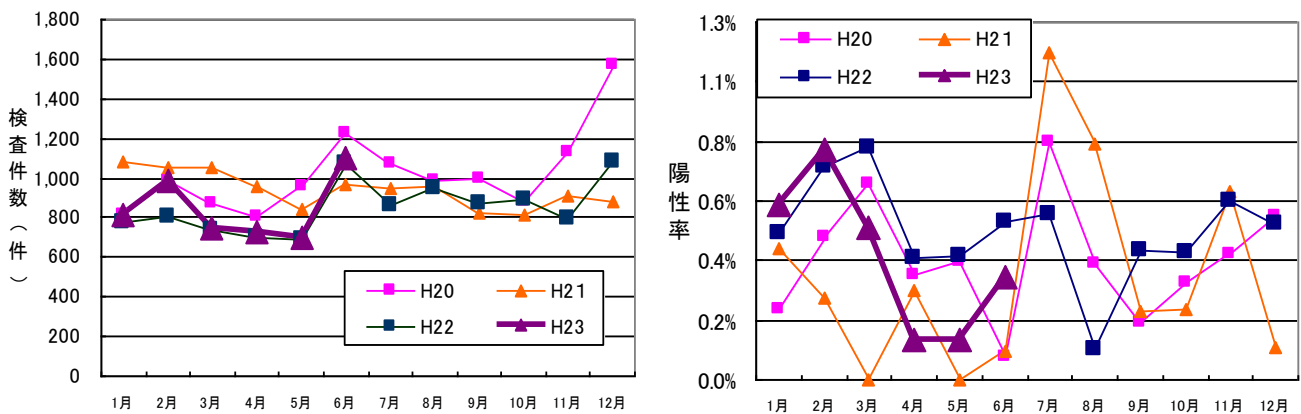 検査件数（件）
1,800
1,600
1,400
1,200
1,000
800
600
400
200
0
H20 H21
H22 H23
1月 2月 3月 4月 5月 6月 7月 8月 9月 10月 11月 12月
陽性率
1.3%
1.1%
0.8%
0.6%
0.4%
0.2%
0.0%
H20 H21
H22 H23
1月 2月 3月 4月 5月 6月 7月 8月 9月 10月 11月 12月